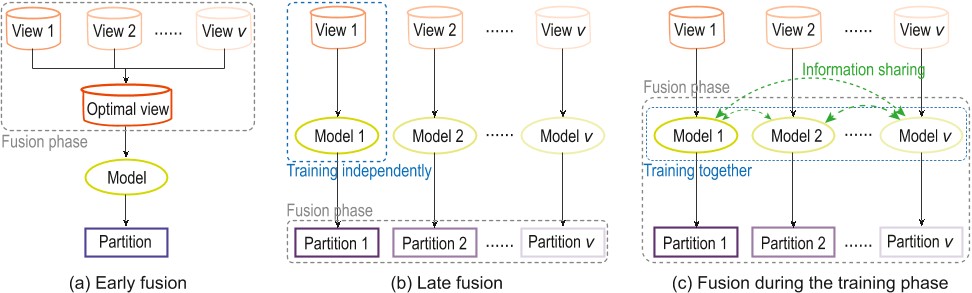 View 1 View 2 ...... View v
Optimal view
Fusion phase
Model
Partition
(a) Early fusion
View 1 View 2 ...... View v
Model 1 Model 2 ...... Model v
Training independently
Fusion phase
Partition 1 Partition 2 ...... Partition v
(b) Late fusion
View 1 View 2 ...... View v
Information sharing
Fusion phase
Model 1 Model 2 ...... Model v
Training together
Partition 1 Partition 2 ...... Partition v
(c) Fusion during the training phase